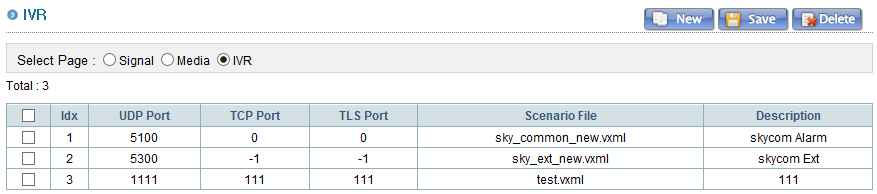 IVR
New Save Delete
Select Page : Signal Media IVR
Total : 3
Idx UDP Port TCP Port TLS Port Scenario File Description
1 5100 0 0 sky_common_new.vxml skycom Alarm
2 5300 -1 -1 sky_ext_new.vxml skycom Ext
3 1111 111 111 test.vxml 111